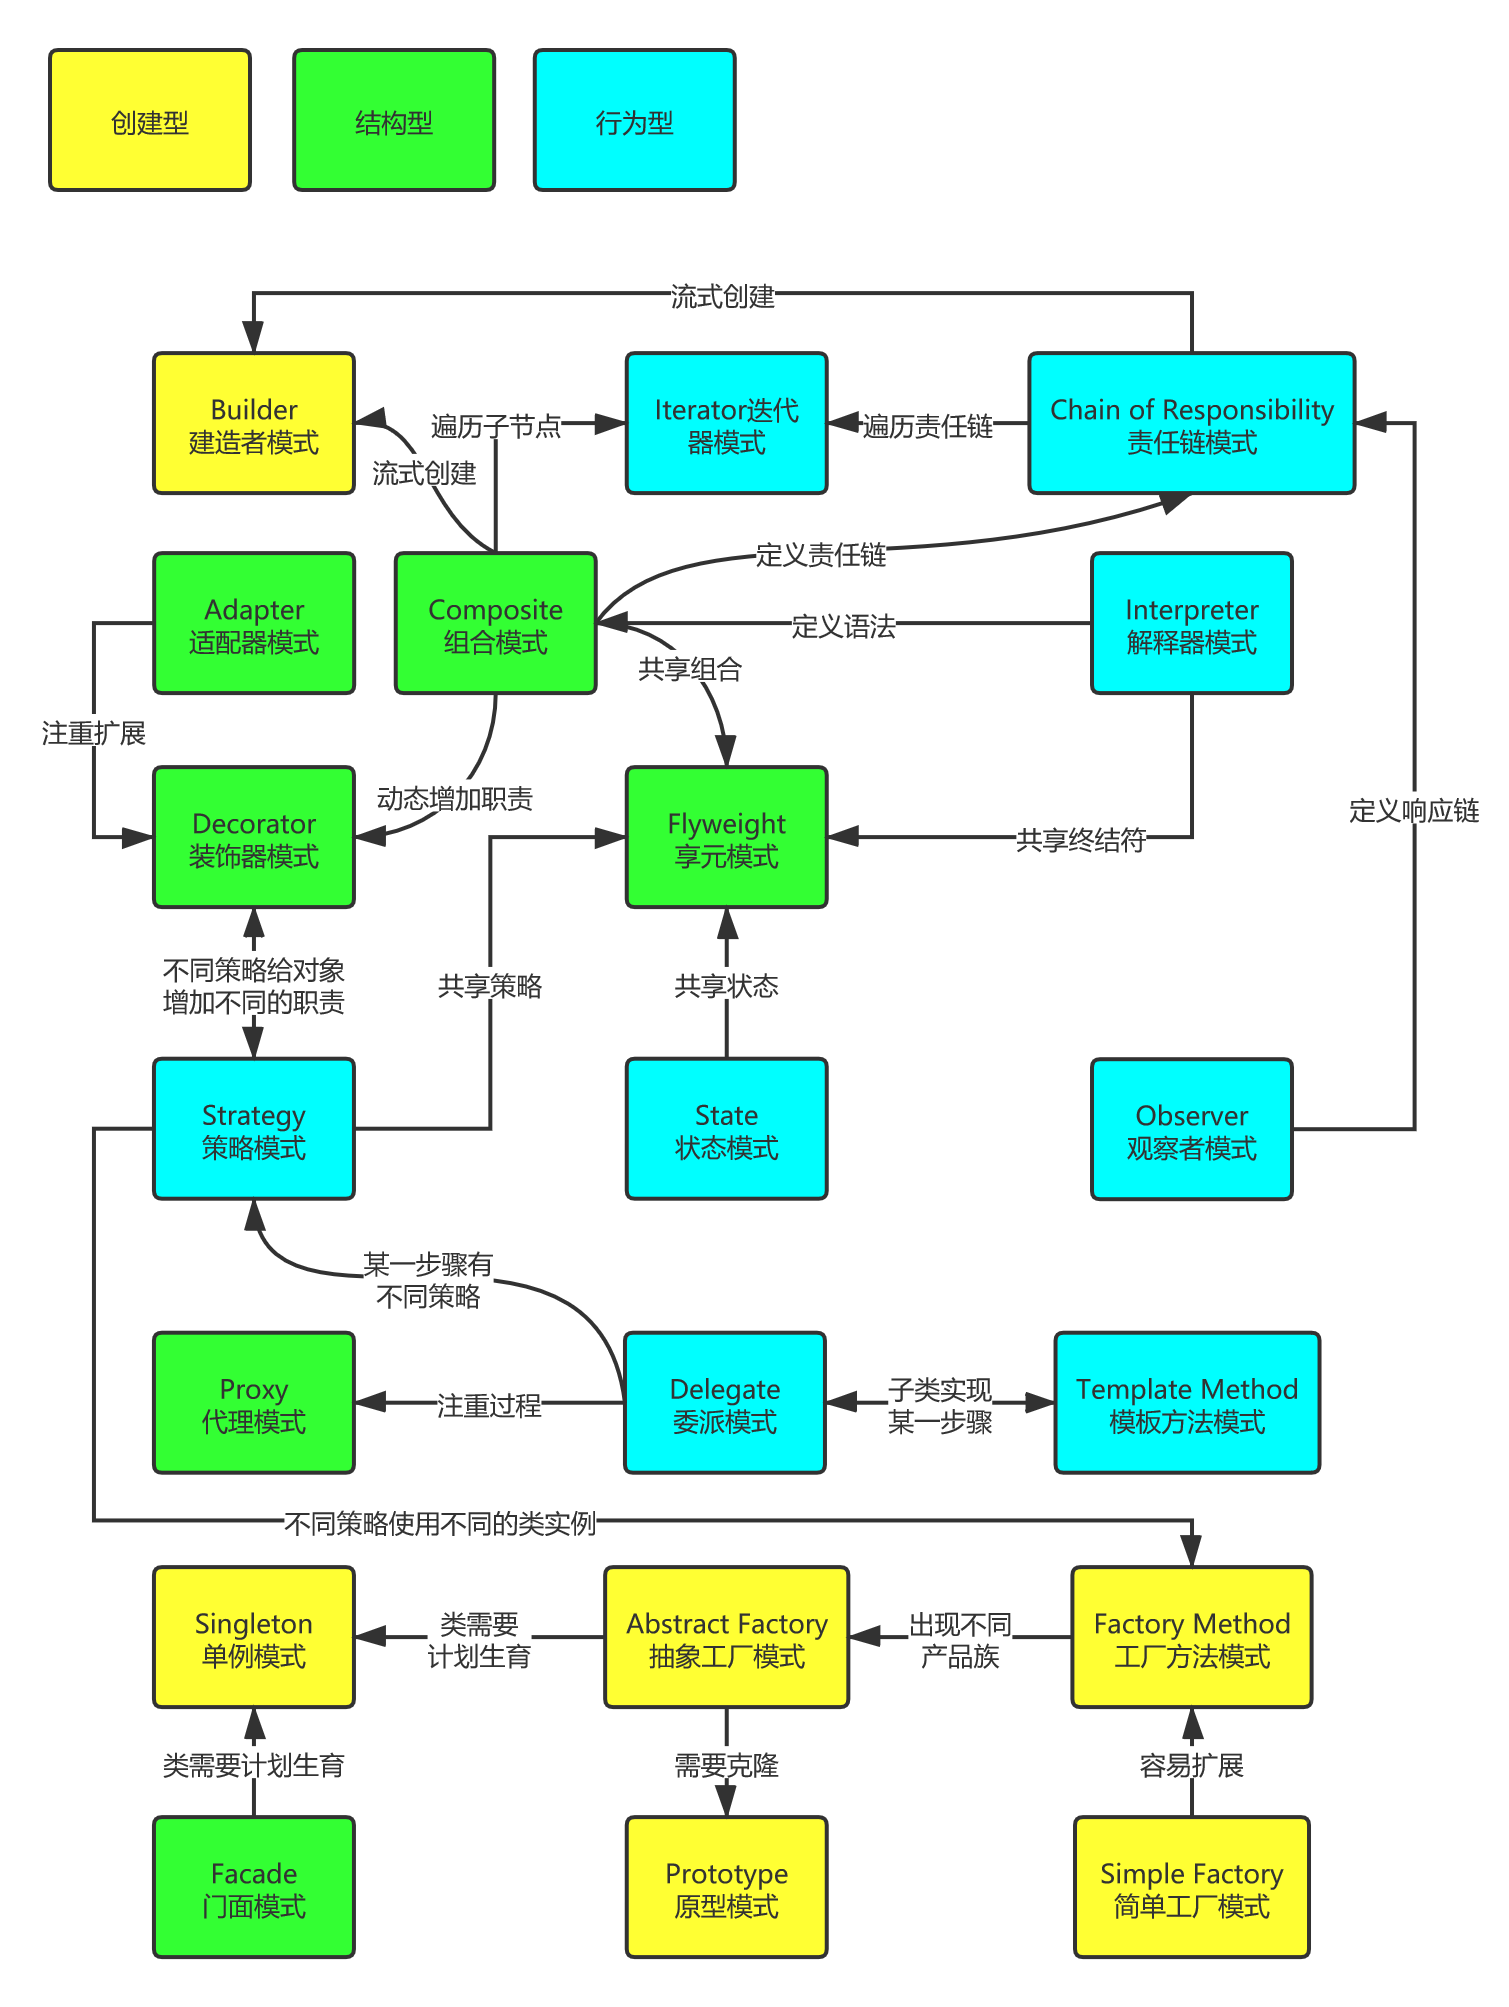 创建型
结构型
行为型
流式创建
Builder
建造者模式
遍历子节点
Iterator迭代
器模式
遍历责任链
Chain of Responsibility
责任链模式
流式创建
定义责任链
Adapter
适配器模式
Composite
组合模式
定义语法
Interpreter
解释器模式
共享组合
注重扩展
动态增加职责
Decorator
装饰器模式
Flyweight
享元模式
共享终结符
定义响应链
不同策略给对象
增加不同的职责
共享策略
共享状态
Strategy
策略模式
State
状态模式
Observer
观察者模式
某一步骤有
不同策略
Proxy
代理模式
注重过程
Delegate
委派模式
子类实现
某一步骤
Template Method
模板方法模式
不同策略使用不同的类实例
Singleton
单例模式
类需要
计划生育
Abstract Factory
抽象工厂模式
出现不同
产品族
Factory Method
工厂方法模式
类需要计划生育
需要克隆
容易扩展
Facade
门面模式
Prototype
原型模式
Simple Factory
简单工厂模式